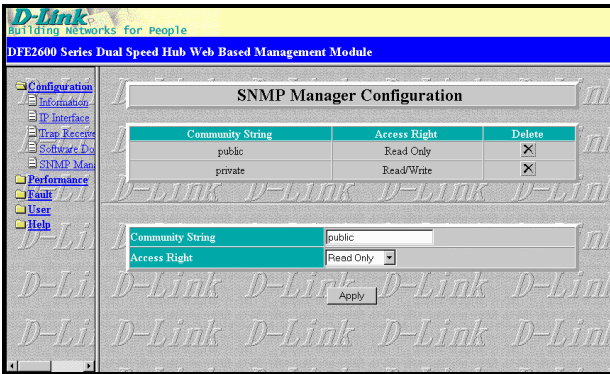 D-Link
Building Networks for People
DFE2600 Series Dual Speed Hub Web Based Management Module
Configuration
Information
IP Interface
Trap Receive
Software Do
SNMP Man
Performance
Fault
User
Help
SNMP Manager Configuration
Community String Access Right Delete
public Read Only
private Read/Write
Community String public
Access Right Read Only
Apply